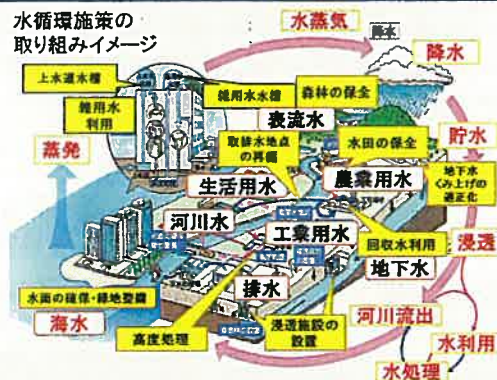 水循環施策の
取り組みイメージ
水蒸気
降水
降水
上水道水槽
雑用水水槽
森林の保全
雑用水
利用
表流水
貯水
取排水地点
の再編
水田の保全
蒸発
生活用水
農業用水
地下水
くみ上げの
適正化
河川水
工業用水
回収水利用
浸透
地下水
排水
水面の確保・緑地整備
海水
高度処理
浸透施設の
設置
河川流出
水利用
水処理